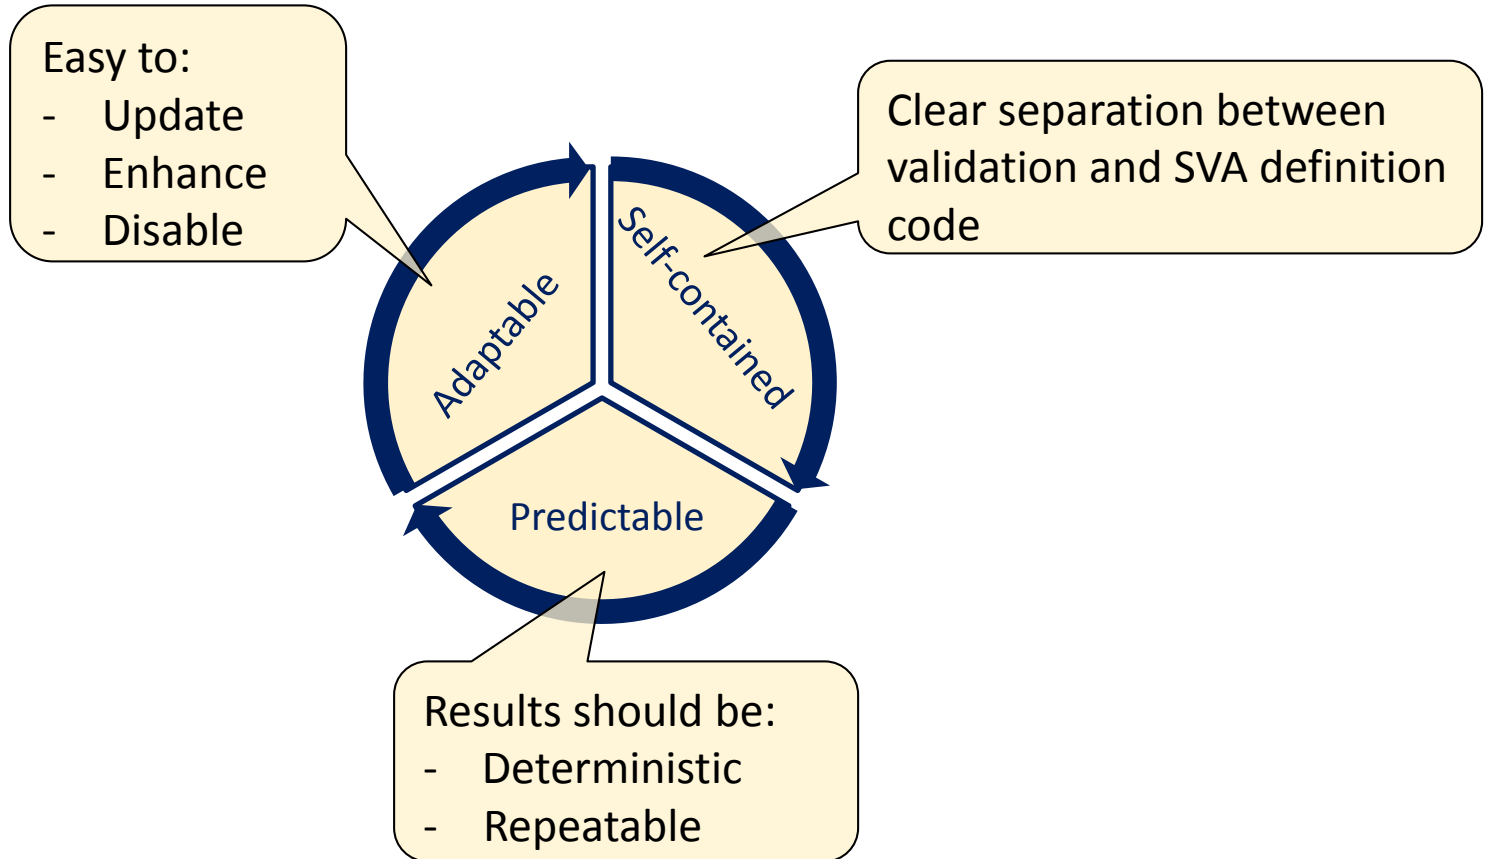 Easy to:
- Update
- Enhance
- Disable
Clear separation between
validation and SVA definition
code
Adaptable
Self-contained
Predictable
Results should be:
- Deterministic
- Repeatable